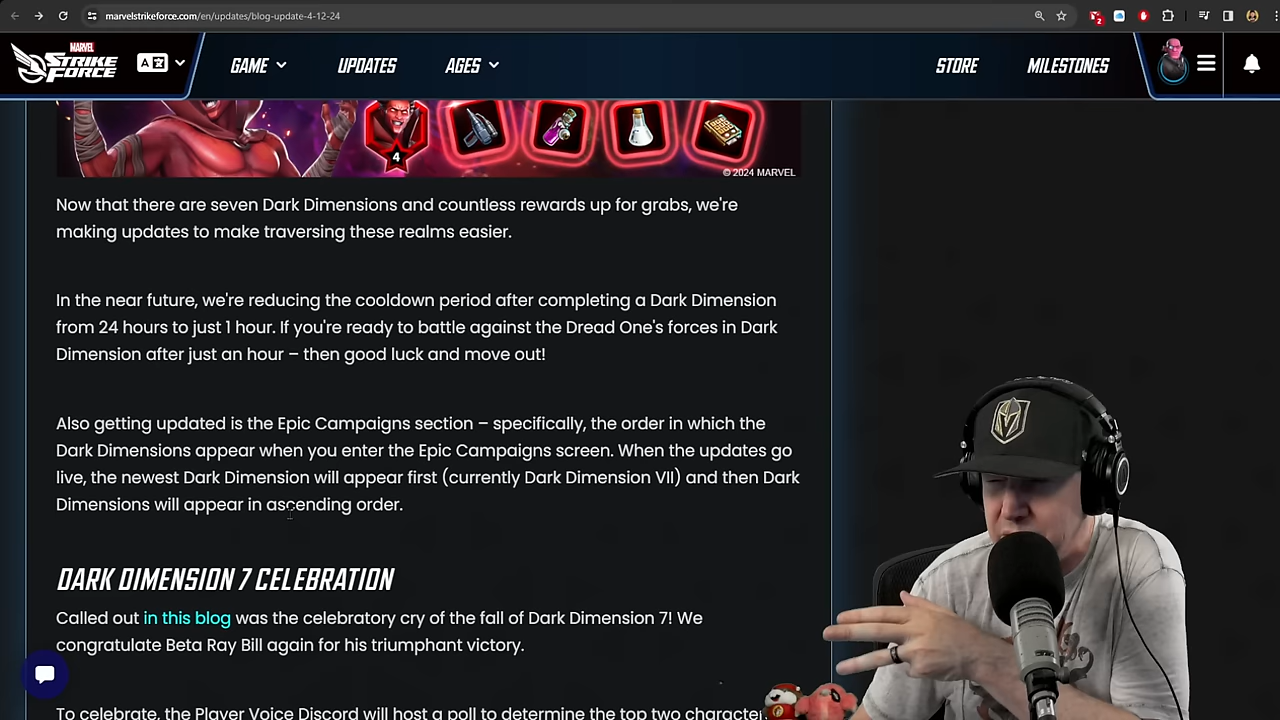 marvelstrikeforce.com/en/updates/blog-update-4-12-24
2
MARVEL
STRIKE FORCE
A
GAME
UPDATES
AGES
STORE
MILESTONES
4
© 2024 MARVEL
Now that there are seven Dark Dimensions and countless rewards up for grabs, we're
making updates to make traversing these realms easier.
In the near future, we're reducing the cooldown period after completing a Dark Dimension
from 24 hours to just 1 hour. If you're ready to battle against the Dread One's forces in Dark
Dimension after just an hour – then good luck and move out!
Also getting updated is the Epic Campaigns section – specifically, the order in which the
Dark Dimensions appear when you enter the Epic Campaigns screen. When the updates go
live, the newest Dark Dimension will appear first (currently Dark Dimension VII) and then Dark
Dimensions will appear in ascending order.
DARK DIMENSION 7 CELEBRATION
Called out in this blog was the celebratory cry of the fall of Dark Dimension 7! We
congratulate Beta Ray Bill again for his triumphant victory.
To celebrate, the Player Voice Discord will host a poll to determine the top two character